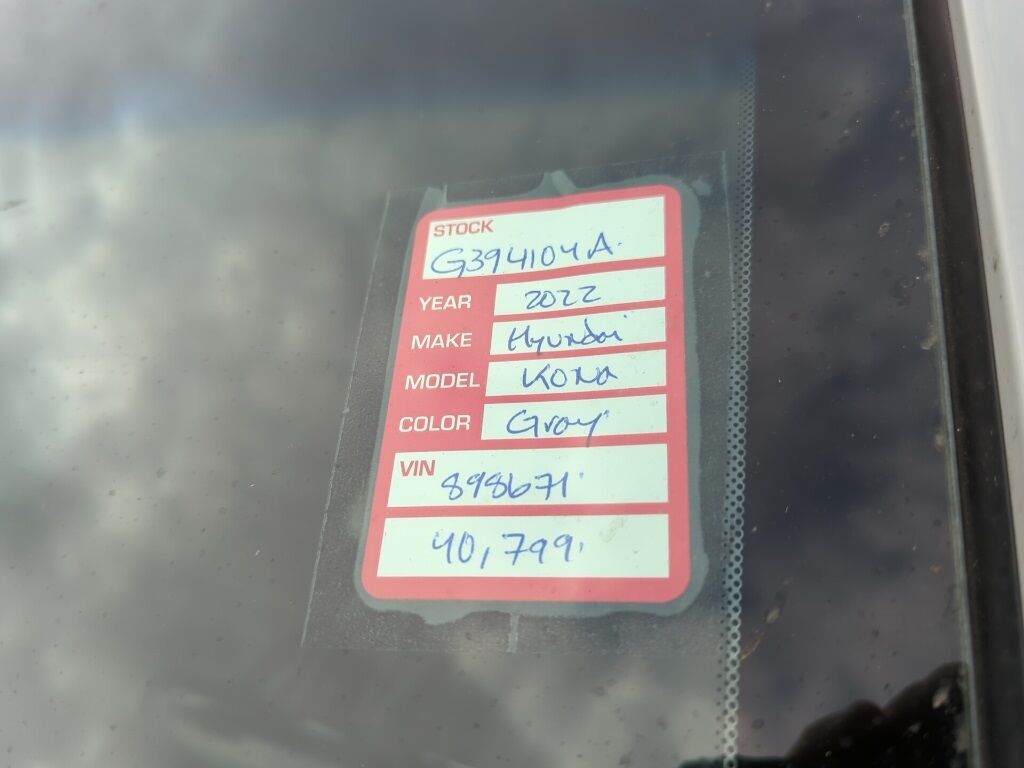 STOCK
G394104A
YEAR 2022
MAKE Hyundai
MODEL Kona
COLOR Gray
VIN 898671
40,799